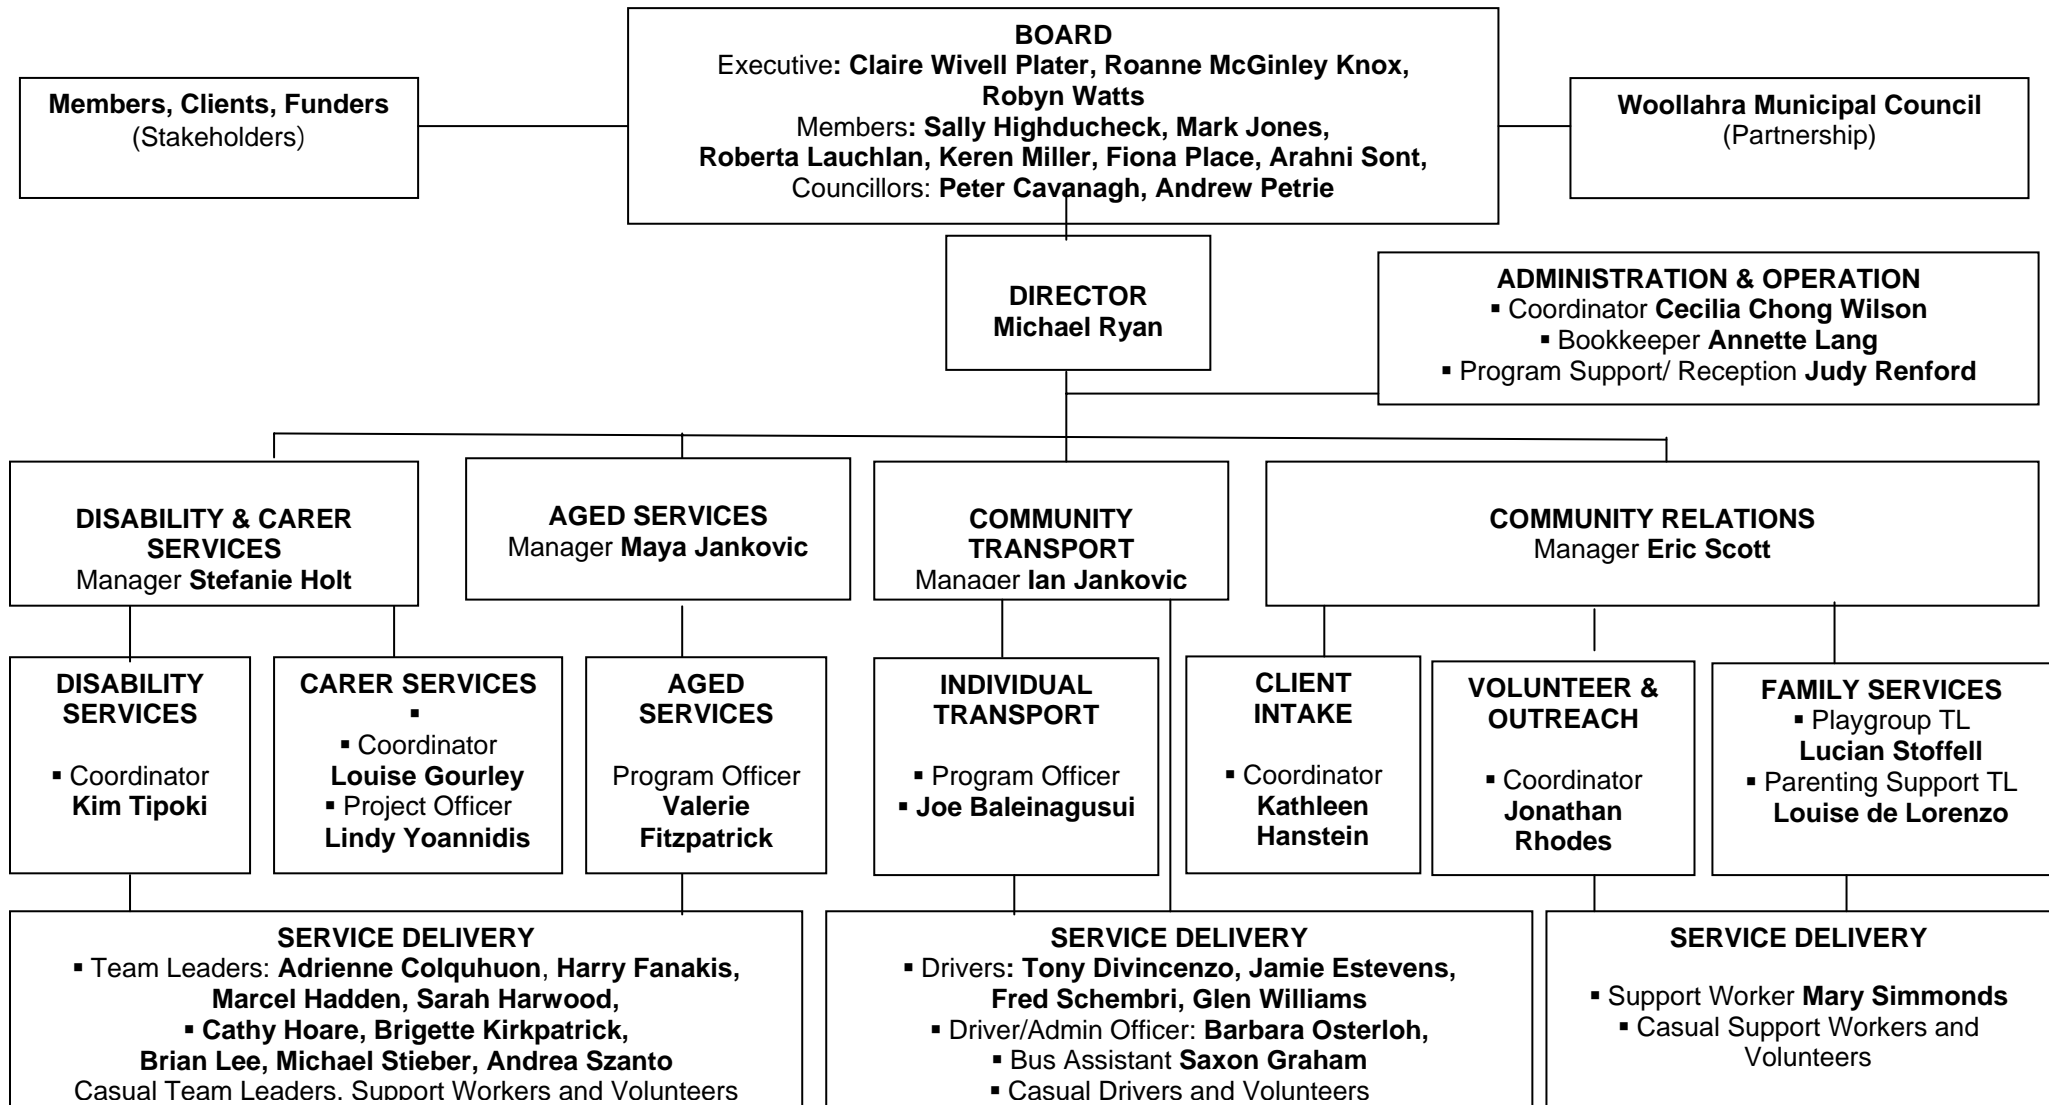 BOARD
Executive: Claire Wivell Plater, Roanne McGinley Knox,
Robyn Watts
Members: Sally Highducheck, Mark Jones,
Roberta Lauchlan, Keren Miller, Fiona Place, Arahni Sont,
Councillors: Peter Cavanagh, Andrew Petrie
Members, Clients, Funders
(Stakeholders)
Woollahra Municipal Council
(Partnership)
DIRECTOR
Michael Ryan
ADMINISTRATION & OPERATION
▪ Coordinator Cecilia Chong Wilson
▪ Bookkeeper Annette Lang
▪ Program Support/ Reception Judy Renford
DISABILITY & CARER
SERVICES
Manager Stefanie Holt
AGED SERVICES
Manager Maya Jankovic
COMMUNITY
TRANSPORT
Manager Ian Jankovic
COMMUNITY RELATIONS
Manager Eric Scott
DISABILITY
SERVICES
▪ Coordinator
Kim Tipoki
CARER SERVICES
▪
▪ Coordinator
Louise Gourley
▪ Project Officer
Lindy Yoannidis
AGED
SERVICES
Program Officer
Valerie
Fitzpatrick
INDIVIDUAL
TRANSPORT
▪ Program Officer
▪ Joe Baleinagusui
CLIENT
INTAKE
▪ Coordinator
Kathleen
Hanstein
VOLUNTEER &
OUTREACH
▪ Coordinator
Jonathan
Rhodes
FAMILY SERVICES
▪ Playgroup TL
Lucian Stoffell
▪ Parenting Support TL
Louise de Lorenzo
SERVICE DELIVERY
▪ Team Leaders: Adrienne Colquhuon, Harry Fanakis,
Marcel Hadden, Sarah Harwood,
▪ Cathy Hoare, Brigette Kirkpatrick,
Brian Lee, Michael Stieber, Andrea Szanto
Casual Team Leaders, Support Workers and Volunteers
SERVICE DELIVERY
▪ Drivers: Tony Divincenzo, Jamie Estevens,
Fred Schembri, Glen Williams
▪ Driver/Admin Officer: Barbara Osterloh,
▪ Bus Assistant Saxon Graham
▪ Casual Drivers and Volunteers
SERVICE DELIVERY
▪ Support Worker Mary Simmonds
▪ Casual Support Workers and
Volunteers